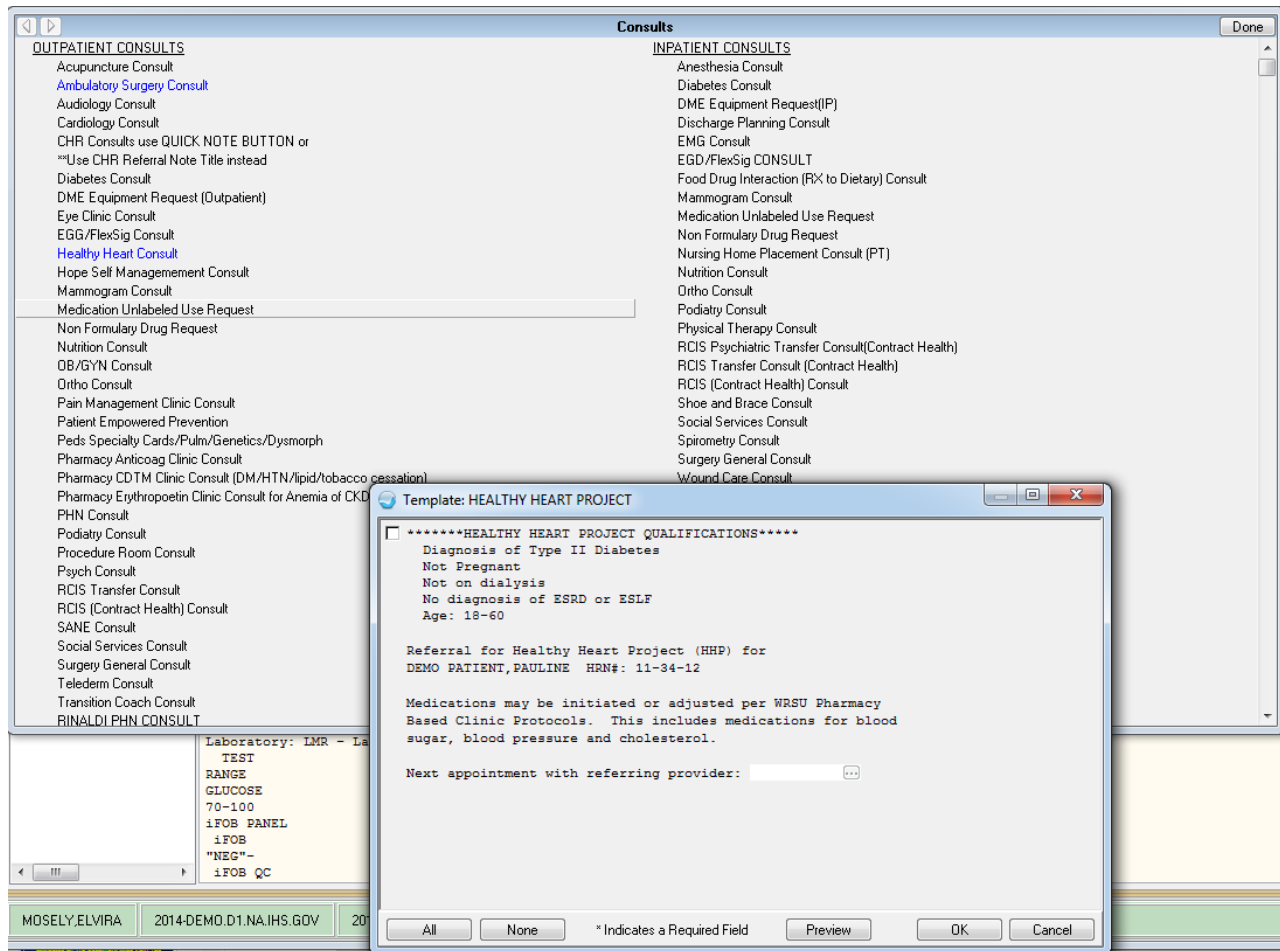 Consults
Done
OUTPATIENT CONSULTS
Acupuncture Consult
Ambulatory Surgery Consult
Audiology Consult
Cardiology Consult
CHR Consults use QUICK NOTE BUTTON or
**Use CHR Referral Note Title instead
Diabetes Consult
DME Equipment Request (Outpatient)
Eye Clinic Consult
EGG/FlexSig Consult
Healthy Heart Consult
Hope Self Managemement Consult
Mammogram Consult
Medication Unlabeled Use Request
Non Formulary Drug Request
Nutrition Consult
OB/GYN Consult
Ortho Consult
Pain Management Clinic Consult
Patient Empowered Prevention
Peds Specialty Cards/Pulm/Genetics/Dysmorph
Pharmacy Anticoag Clinic Consult
Pharmacy CDTM Clinic Consult (DM/HTN/lipid/tobacco cessation)
Pharmacy Erythropoetin Clinic Consult for Anemia of CKD
PHN Consult
Podiatry Consult
Procedure Room Consult
Psych Consult
RCIS Transfer Consult
RCIS (Contract Health) Consult
SANE Consult
Social Services Consult
Surgery General Consult
Telederm Consult
Transition Coach Consult
RINALDI PHN CONSULT
INPATIENT CONSULTS
Anesthesia Consult
Diabetes Consult
DME Equipment Request(IP)
Discharge Planning Consult
EMG Consult
EGD/FlexSig CONSULT
Food Drug Interaction (RX to Dietary) Consult
Mammogram Consult
Medication Unlabeled Use Request
Non Formulary Drug Request
Nursing Home Placement Consult (PT)
Nutrition Consult
Ortho Consult
Podiatry Consult
Physical Therapy Consult
RCIS Psychiatric Transfer Consult(Contract Health)
RCIS Transfer Consult (Contract Health)
RCIS (Contract Health) Consult
Shoe and Brace Consult
Social Services Consult
Spirometry Consult
Surgery General Consult
Wound Care Consult
Template: HEALTHY HEART PROJECT
*******HEALTHY HEART PROJECT QUALIFICATIONS*****
Diagnosis of Type II Diabetes
Not Pregnant
Not on dialysis
No diagnosis of ESRD or ESLF
Age: 18-60
Referral for Healthy Heart Project (HHP) for
DEMO PATIENT,PAULINE HRN#: 11-34-12
Medications may be initiated or adjusted per WRSU Pharmacy
Based Clinic Protocols. This includes medications for blood
sugar, blood pressure and cholesterol.
Next appointment with referring provider:
All
None
* Indicates a Required Field
Preview
OK
Cancel
Laboratory: LMR - La
TEST
RANGE
GLUCOSE
70-100
iFOB PANEL
iFOB
"NEG"-
iFOB QC
MOSELY,ELVIRA
2014-DEMO.D1.NA.IHS.GOV
20